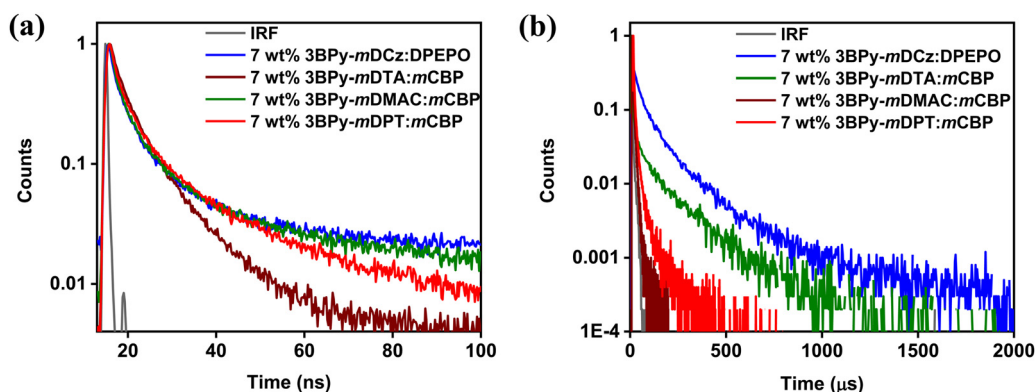 (a)
IRF
7 wt% 3BPy-mDCz:DPEPO
7 wt% 3BPy-mDTA:mCBP
7 wt% 3BPy-mDMAC:mCBP
7 wt% 3BPy-mDPT:mCBP
1
0.1
0.01
Counts
20 40 60 80 100
Time (ns)
(b)
IRF
7 wt% 3BPy-mDCz:DPEPO
7 wt% 3BPy-mDTA:mCBP
7 wt% 3BPy-mDMAC:mCBP
7 wt% 3BPy-mDPT:mCBP
1
0.1
0.01
0.001
1E-4
Counts
0 500 1000 1500 2000
Time (μs)